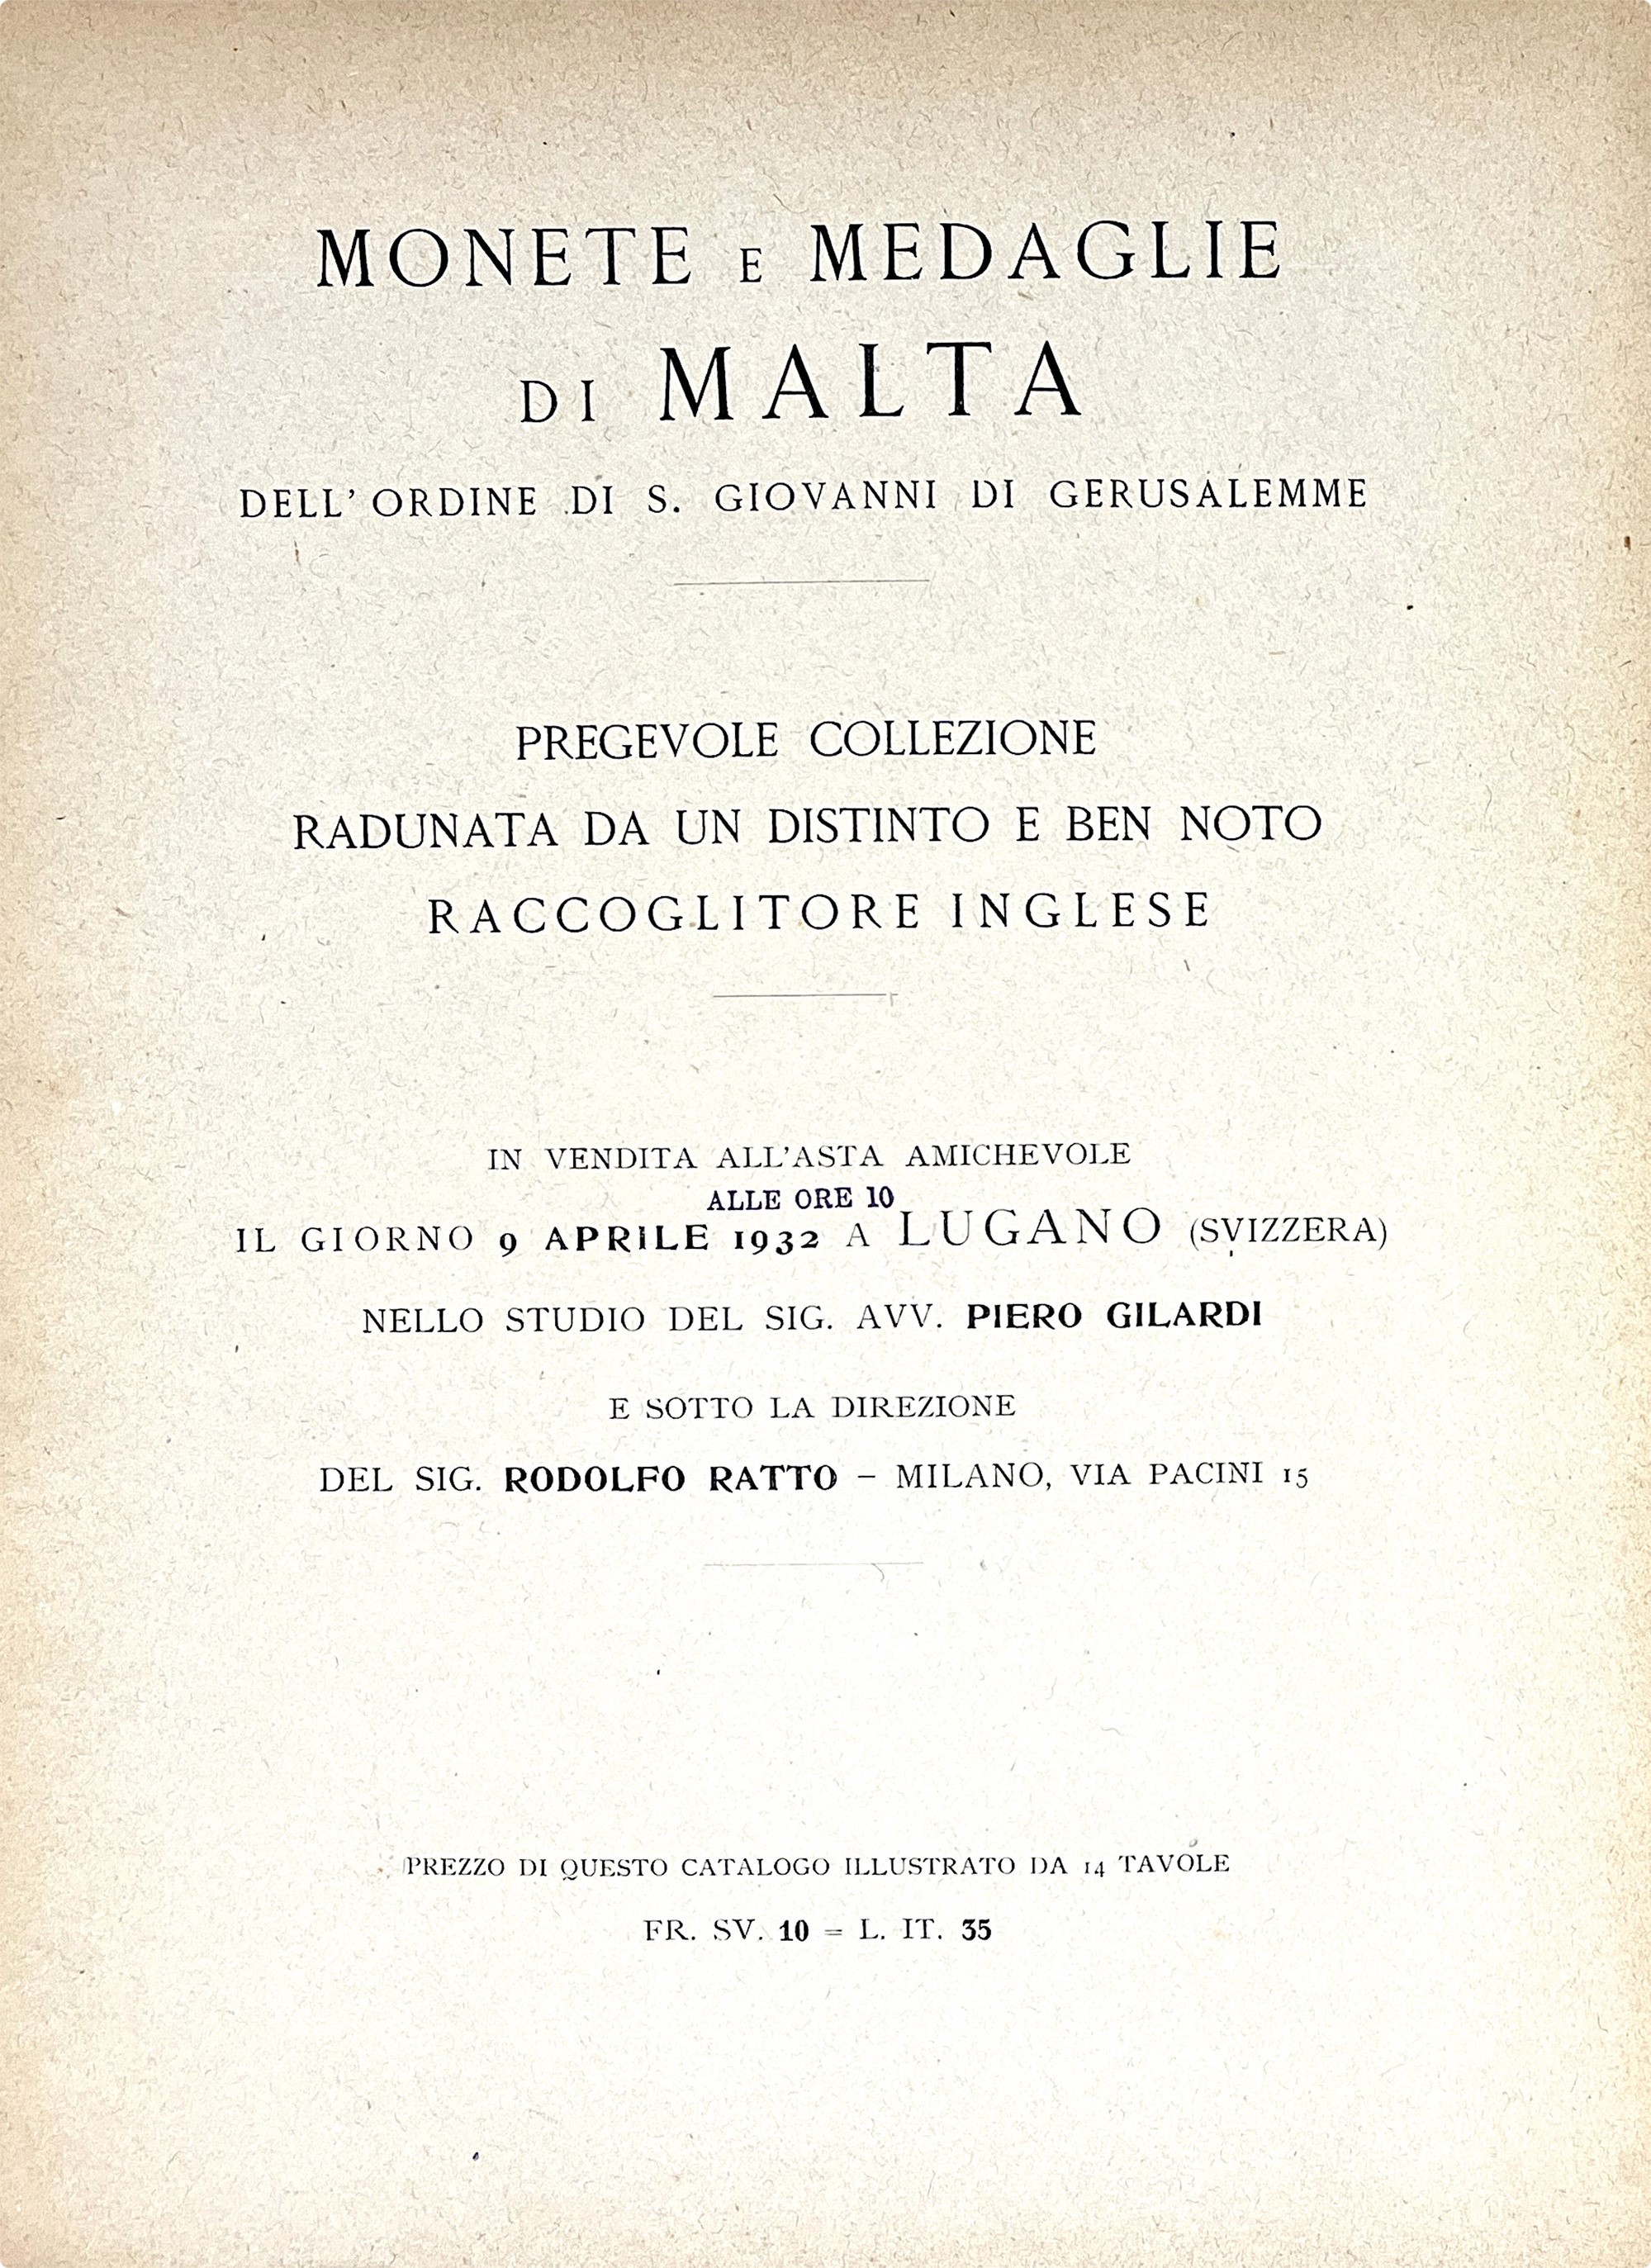 MONETE E MEDAGLIE
DI MALTA
DELL' ORDINE DI S. GIOVANNI DI GERUSALEMME
PREGEVOLE COLLEZIONE
RADUNATA DA UN DISTINTO E BEN NOTO
RACCOGLITORE INGLESE
IN VENDITA ALL'ASTA AMICHEVOLE
ALLE ORE 10
IL GIORNO 9 APRILE 1932 A LUGANO (SVIZZERA)
NELLO STUDIO DEL SIG. AVV. PIERO GILARDI
E SOTTO LA DIREZIONE
DEL SIG. RODOLFO RATTO – MILANO, VIA PACINI 15
PREZZO DI QUESTO CATALOGO ILLUSTRATO DA 14 TAVOLE
FR. SV. 10 = L. IT. 35